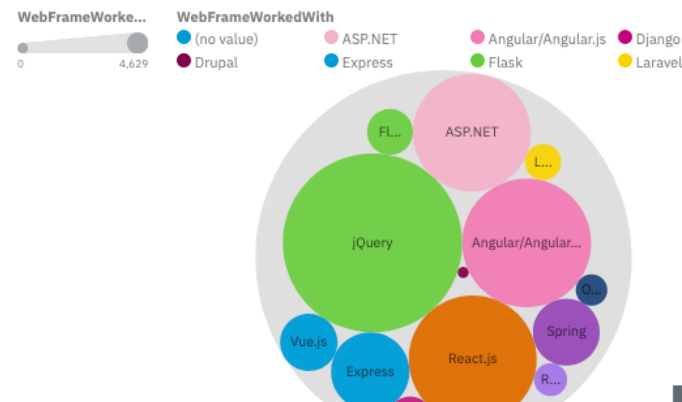 WebFrameWorke... WebFrameWorkedWith
(no value) ASP.NET Angular/Angular.js Django
0 4,629 Drupal Express Flask Laravel
Fl... ASP.NET
L...
jQuery Angular/Angular...
O...
Spring
Vue.js
React.js
Express R...